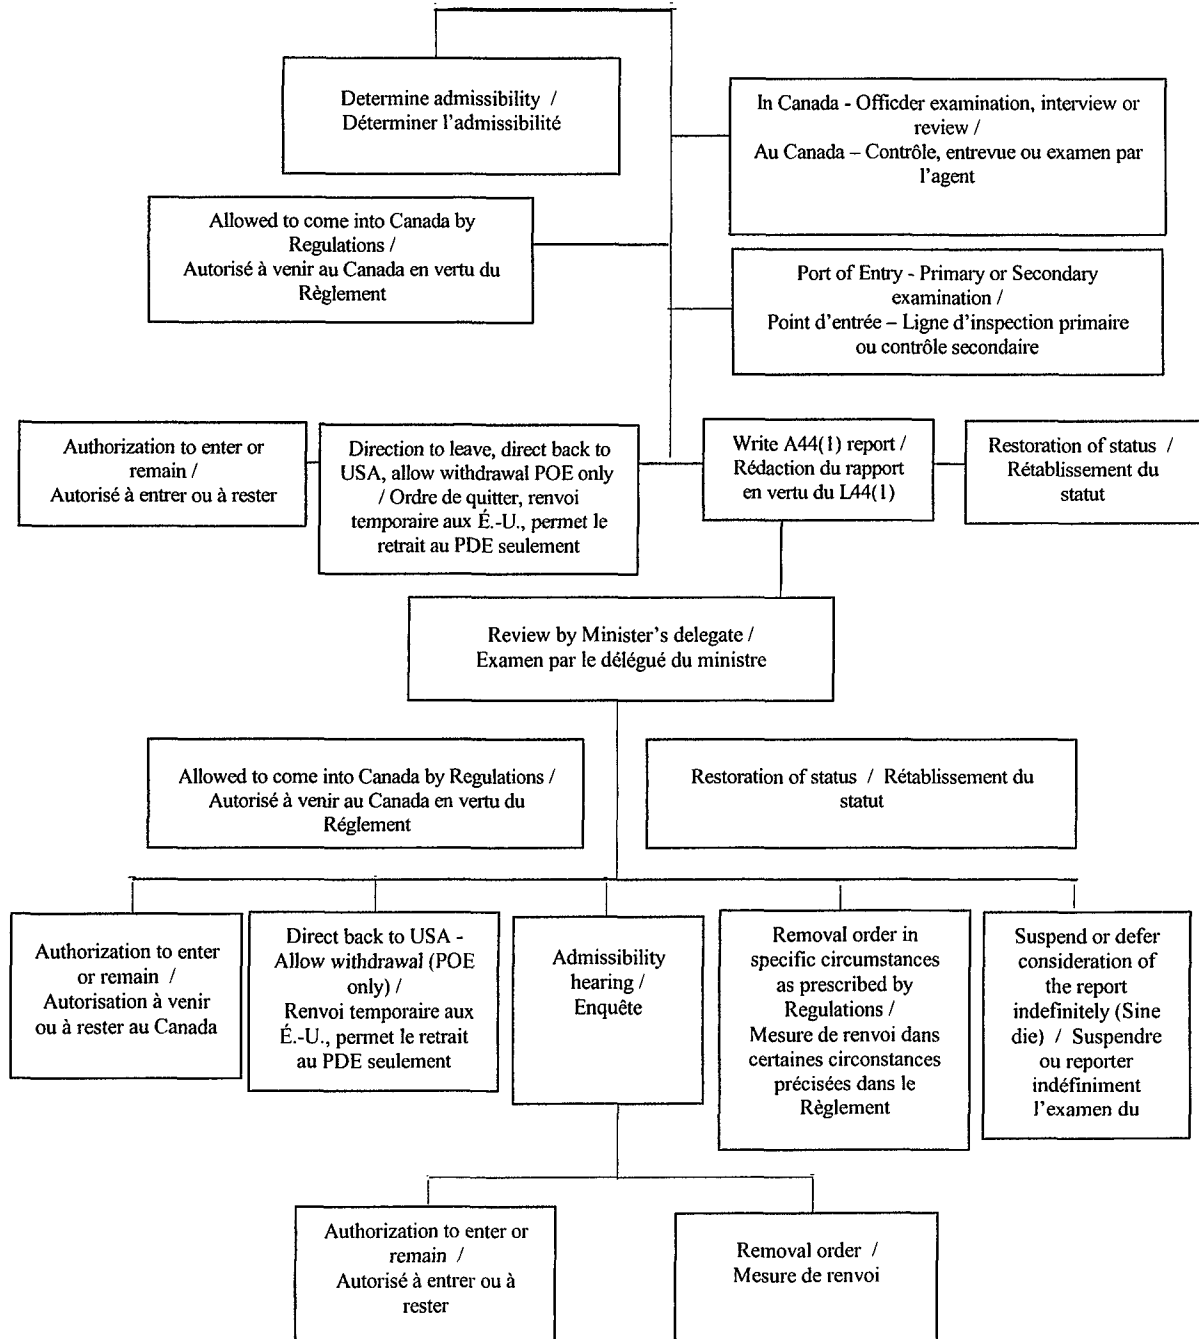 Determine admissibility /
Déterminer l'admissibilité
In Canada - Officder examination, interview or
review /
Au Canada – Contrôle, entrevue ou examen par
l'agent
Allowed to come into Canada by
Regulations /
Autorisé à venir au Canada en vertu du
Règlement
Port of Entry - Primary or Secondary
examination /
Point d'entrée – Ligne d'inspection primaire
ou contrôle secondaire
Authorization to enter or
remain /
Autorisé à entrer ou à rester
Direction to leave, direct back to
USA, allow withdrawal POE only
/ Ordre de quitter, renvoi
temporaire aux É.-U., permet le
retrait au PDE seulement
Write A44(1) report /
Rédaction du rapport
en vertu du L44(1)
Restoration of status /
Rétablissement du
statut
Review by Minister's delegate /
Examen par le délégué du ministre
Allowed to come into Canada by Regulations /
Autorisé à venir au Canada en vertu du
Réglement
Restoration of status / Rétablissement du
statut
Authorization to enter
or remain /
Autorisation à venir
ou à rester au Canada
Direct back to USA -
Allow withdrawal (POE
only) /
Renvoi temporaire aux
É.-U., permet le retrait
au PDE seulement
Admissibility
hearing /
Enquête
Removal order in
specific circumstances
as prescribed by
Regulations /
Mesure de renvoi dans
certaines circonstances
précisées dans le
Règlement
Suspend or defer
consideration of
the report
indefinitely (Sine
die) / Suspendre
ou reporter
indéfiniment
l'examen du
Authorization to enter or
remain /
Autorisé à entrer ou à
rester
Removal order /
Mesure de renvoi